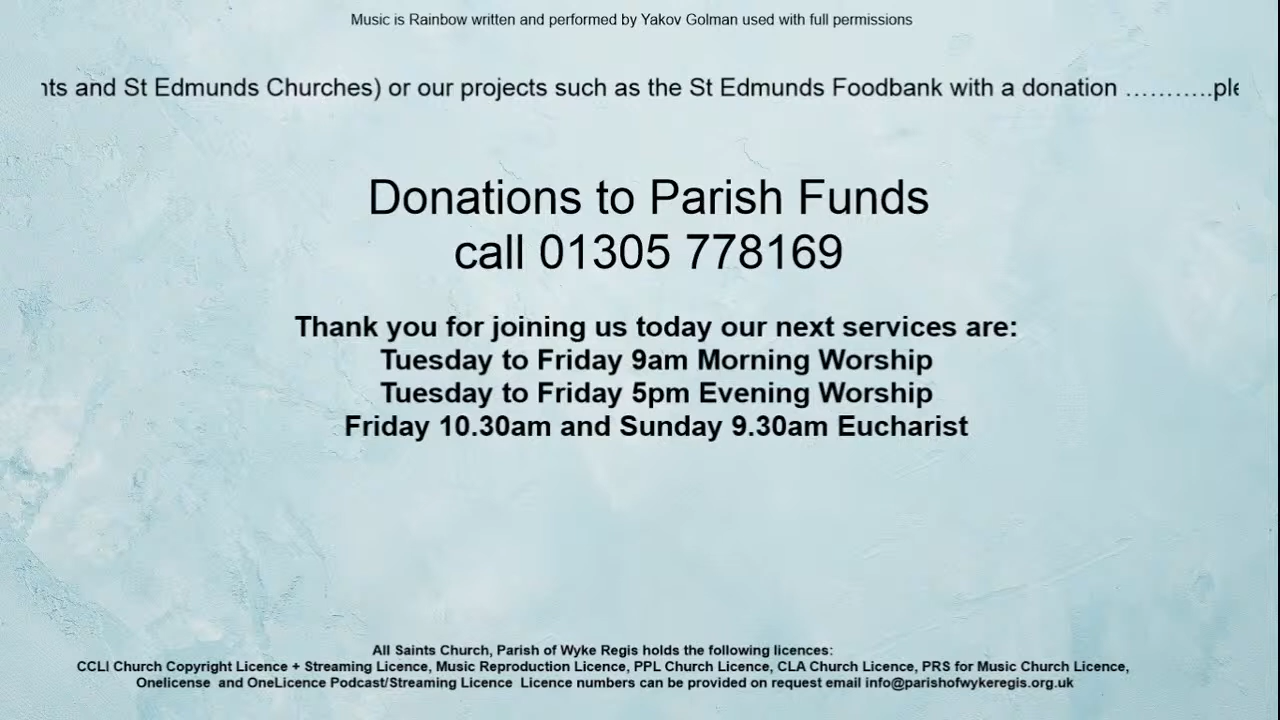 Music is Rainbow written and performed by Yakov Golman used with full permissions
and St Edmunds Churches) or our projects such as the St Edmunds Foodbank with a donation ………..
Donations to Parish Funds
call 01305 778169
Thank you for joining us today our next services are:
Tuesday to Friday 9am Morning Worship
Tuesday to Friday 5pm Evening Worship
Friday 10.30am and Sunday 9.30am Eucharist
All Saints Church, Parish of Wyke Regis holds the following licences:
CCLI Church Copyright Licence + Streaming Licence, Music Reproduction Licence, PPL Church Licence, CLA Church Licence, PRS for Music Church Licence,
Onelicense and OneLicence Podcast/Streaming Licence Licence numbers can be provided on request email info@parishofwykeregis.org.uk